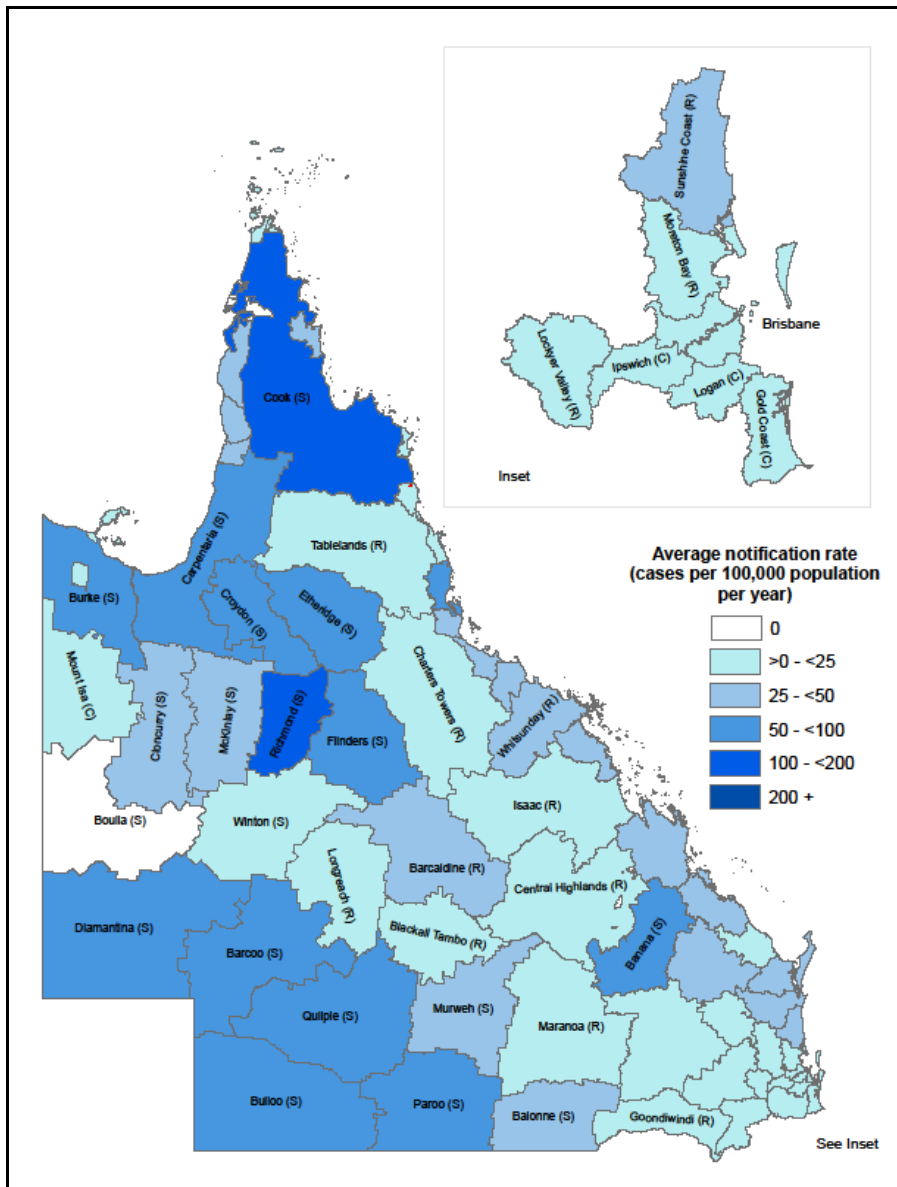 Sunshine Coast (R)
Moreton Bay (R)
Brisbane
Lockyer Valley (R)
Ipswich (C)
Logan (C)
Gold Coast (C)
Inset
Cook (S)
Carpentaria (S)
Tablelands (R)
Burke (S)
Croydon (S)
Etheridge (S)
Mount Isa (C)
Cloncurry (S)
McKinlay (S)
Richmond (S)
Flinders (S)
Charters Towers (R)
Whitsunday (R)
Average notification rate
(cases per 100,000 population
per year)
0
>0 - <25
25 - <50
50 - <100
100 - <200
200 +
Boulia (S)
Winton (S)
Isaac (R)
Longreach (R)
Barcaldine (R)
Central Highlands (R)
Diamantina (S)
Barcoo (S)
Blackall Tambo (R)
Banana (S)
Quilpie (S)
Murweh (S)
Maranoa (R)
Bulloo (S)
Paroo (S)
Balonne (S)
Goondiwindi (R)
See Inset